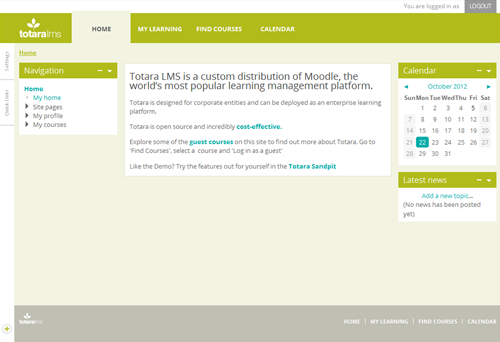 You are logged in as LOGOUT
totaralms
HOME MY LEARNING FIND COURSES CALENDAR
Settings
Quick Links
Home
Navigation
Home
My home
Site pages
My profile
My courses
Totara LMS is a custom distribution of Moodle, the
world's most popular learning management platform.
Totara is designed for corporate entities and can be deployed as an enterprise learning
platform.
Totara is open source and incredibly cost-effective.
Explore some of the guest courses on this site to find out more about Totara. Go to
'Find Courses'. select a course and 'Log in as a guest'
Like the Demo? Try the features out for yourself in the Totara Sandpit
Calendar
October 2012
Sun Mon Tue Wed Thu Fri Sat
1 2 3 4 5 6
7 8 9 10 11 12 13
14 15 16 17 18 19 20
21 22 23 24 25 26 27
28 29 30 31
Latest news
Add a new topic...
(No news has been posted
yet)
totaralms
HOME | MY LEARNING | FIND COURSES | CALENDAR